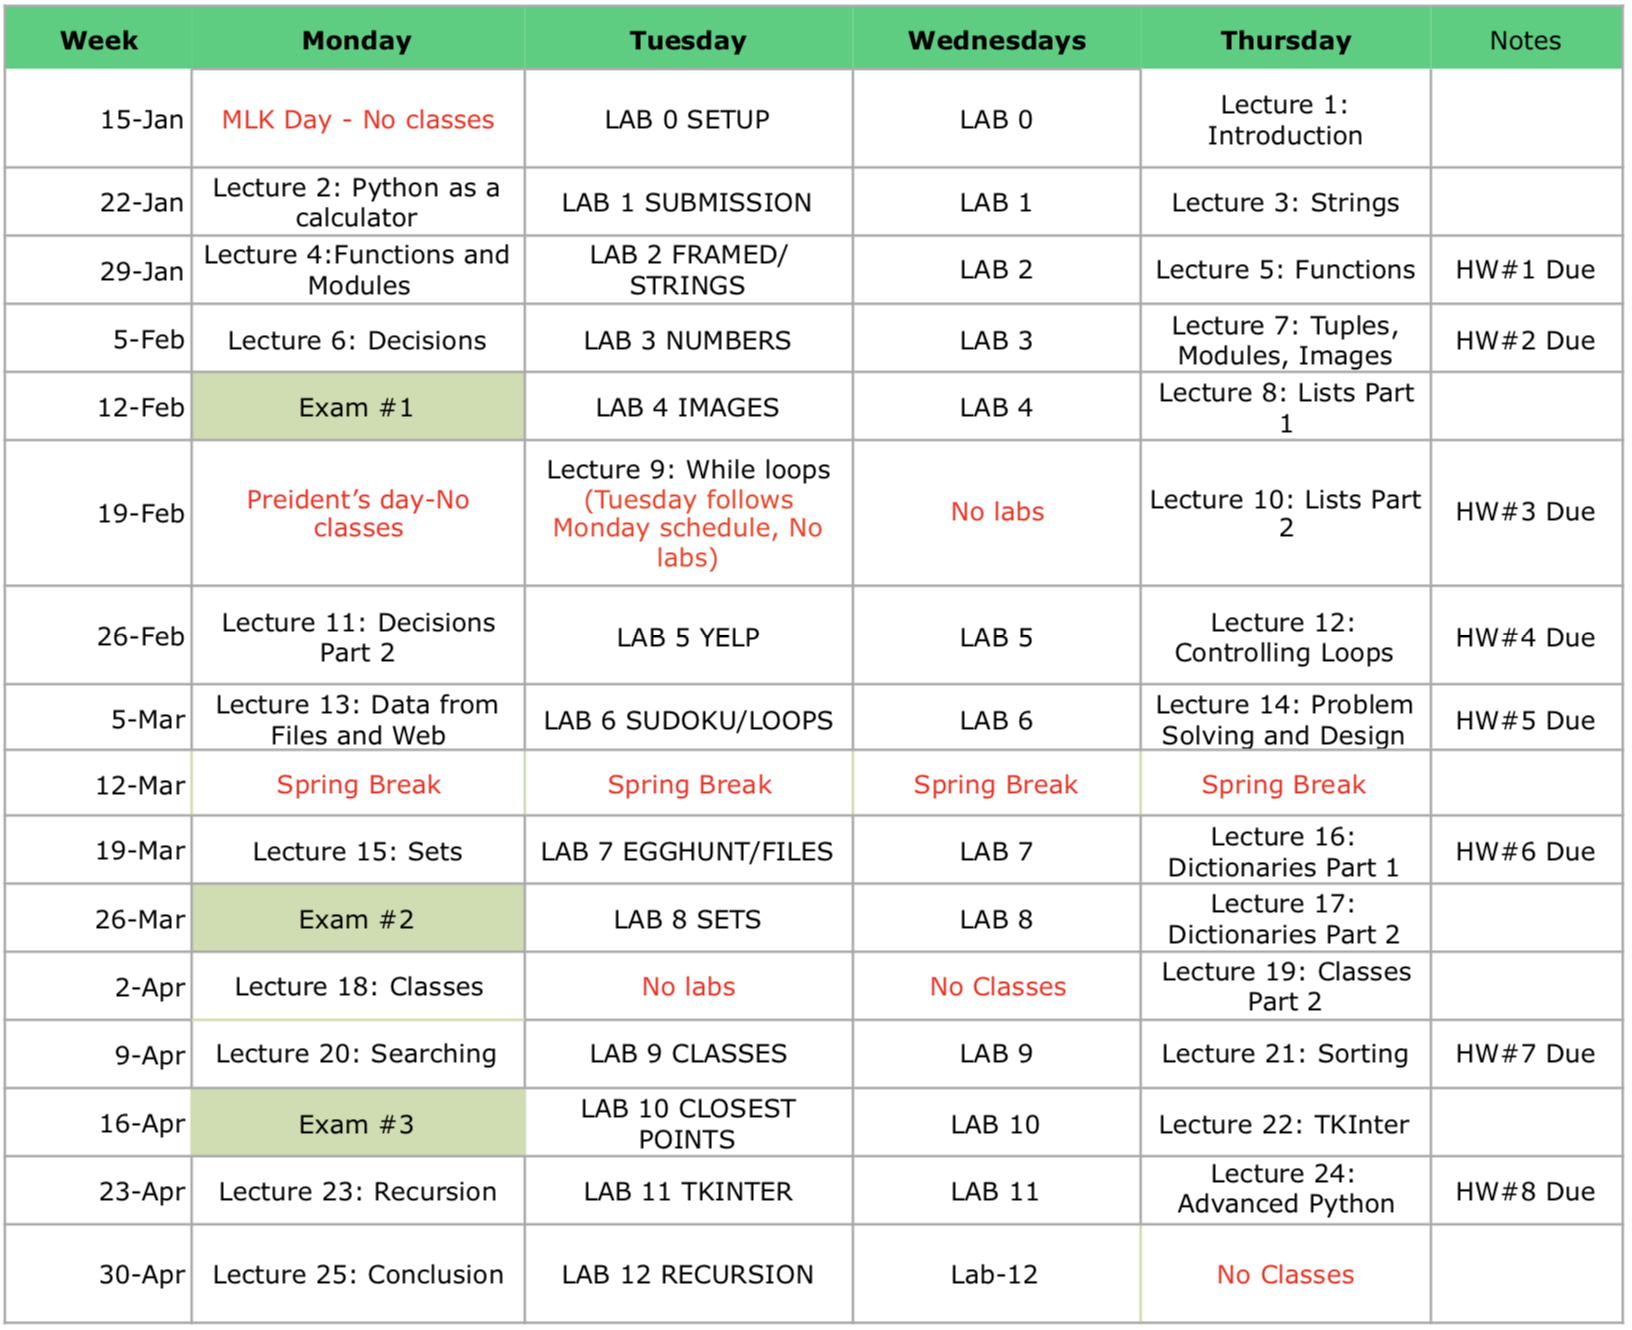 Week Monday Tuesday Wednesdays Thursday Notes
15-Jan MLK Day - No classes LAB 0 SETUP LAB 0 Lecture 1:
Introduction
22-Jan Lecture 2: Python as a
calculator LAB 1 SUBMISSION LAB 1 Lecture 3: Strings
29-Jan Lecture 4:Functions and
Modules LAB 2 FRAMED/
STRINGS LAB 2 Lecture 5: Functions HW#1 Due
5-Feb Lecture 6: Decisions LAB 3 NUMBERS LAB 3 Lecture 7: Tuples,
Modules, Images HW#2 Due
12-Feb Exam #1 LAB 4 IMAGES LAB 4 Lecture 8: Lists Part
1
19-Feb Preident’s day-No
classes Lecture 9: While loops
(Tuesday follows
Monday schedule, No
labs) No labs Lecture 10: Lists Part
2 HW#3 Due
26-Feb Lecture 11: Decisions
Part 2 LAB 5 YELP LAB 5 Lecture 12:
Controlling Loops HW#4 Due
5-Mar Lecture 13: Data from
Files and Web LAB 6 SUDOKU/LOOPS LAB 6 Lecture 14: Problem
Solving and Design HW#5 Due
12-Mar Spring Break Spring Break Spring Break Spring Break
19-Mar Lecture 15: Sets LAB 7 EGGHUNT/FILES LAB 7 Lecture 16:
Dictionaries Part 1 HW#6 Due
26-Mar Exam #2 LAB 8 SETS LAB 8 Lecture 17:
Dictionaries Part 2
2-Apr Lecture 18: Classes No labs No Classes Lecture 19: Classes
Part 2
9-Apr Lecture 20: Searching LAB 9 CLASSES LAB 9 Lecture 21: Sorting HW#7 Due
16-Apr Exam #3 LAB 10 CLOSEST
POINTS LAB 10 Lecture 22: TKInter
23-Apr Lecture 23: Recursion LAB 11 TKINTER LAB 11 Lecture 24:
Advanced Python HW#8 Due
30-Apr Lecture 25: Conclusion LAB 12 RECURSION Lab-12 No Classes